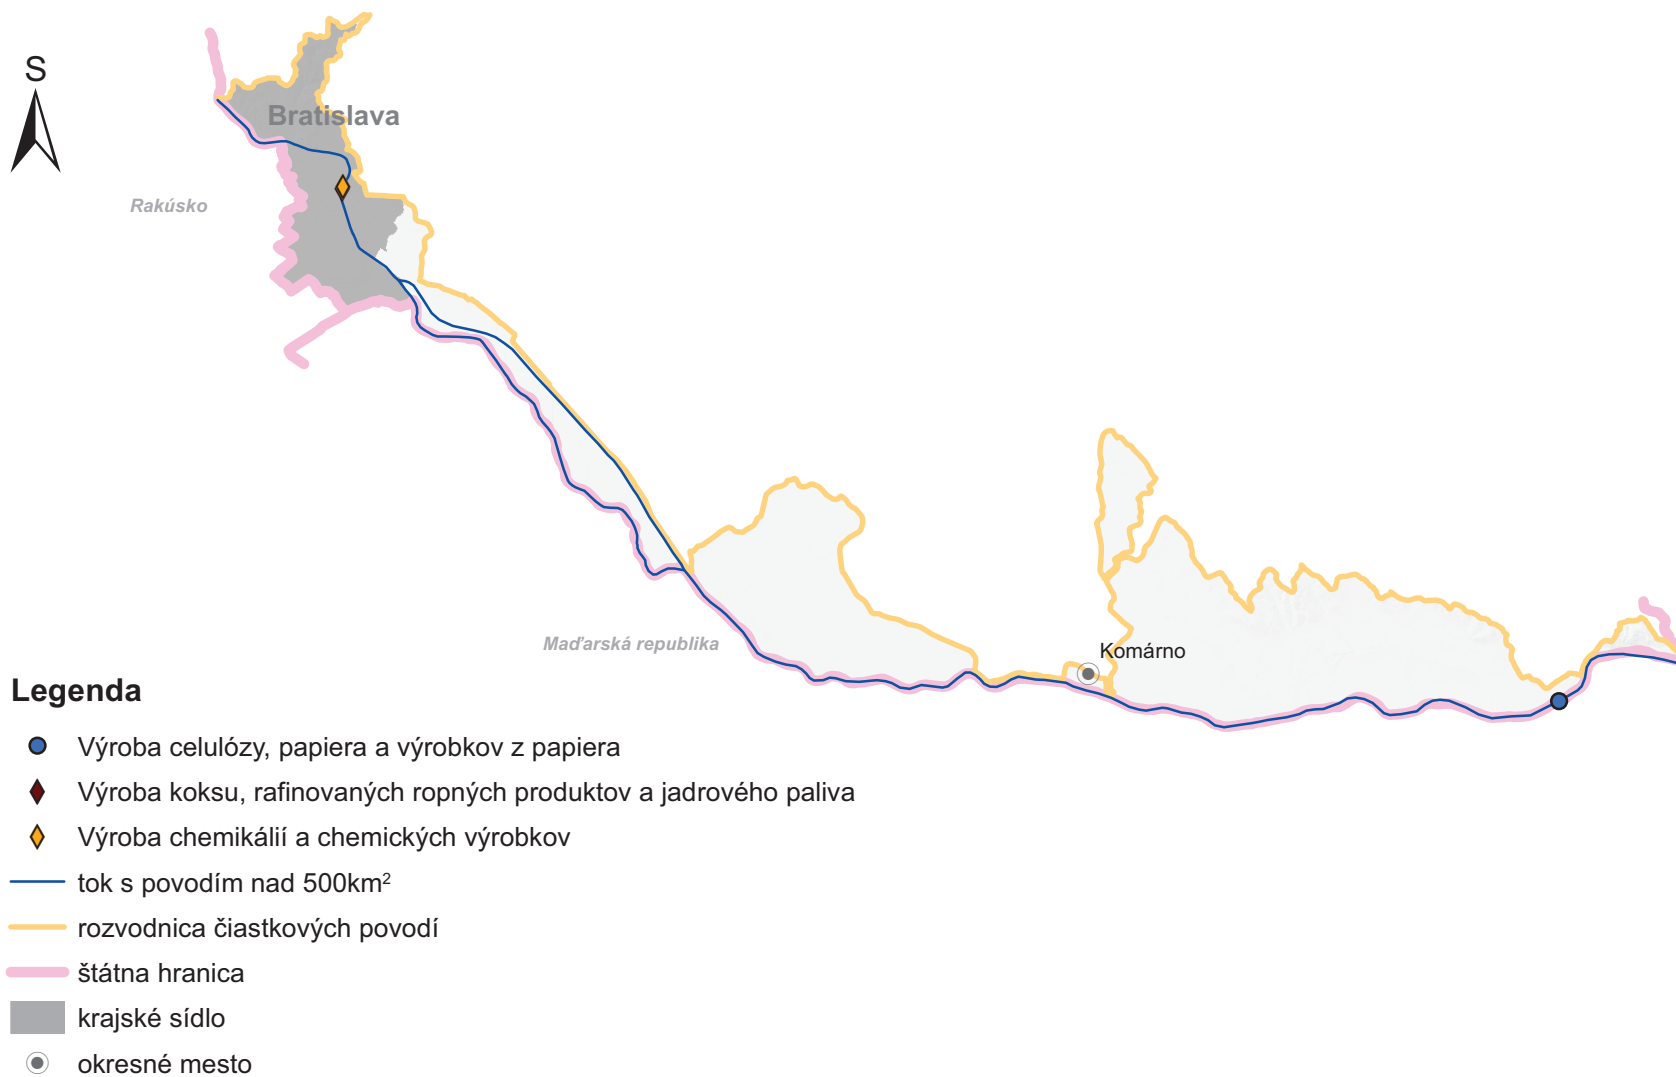 S
Bratislava
Rakúsko
Maďarská republika
Komárno
Legenda
Výroba celulózy, papiera a výrobkov z papiera
Výroba koksu, rafinovaných ropných produktov a jadrového paliva
Výroba chemikálií a chemických výrobkov
tok s povodím nad 500km²
rozvodnica čiastkových povodí
štátna hranica
krajské sídlo
okresné mesto